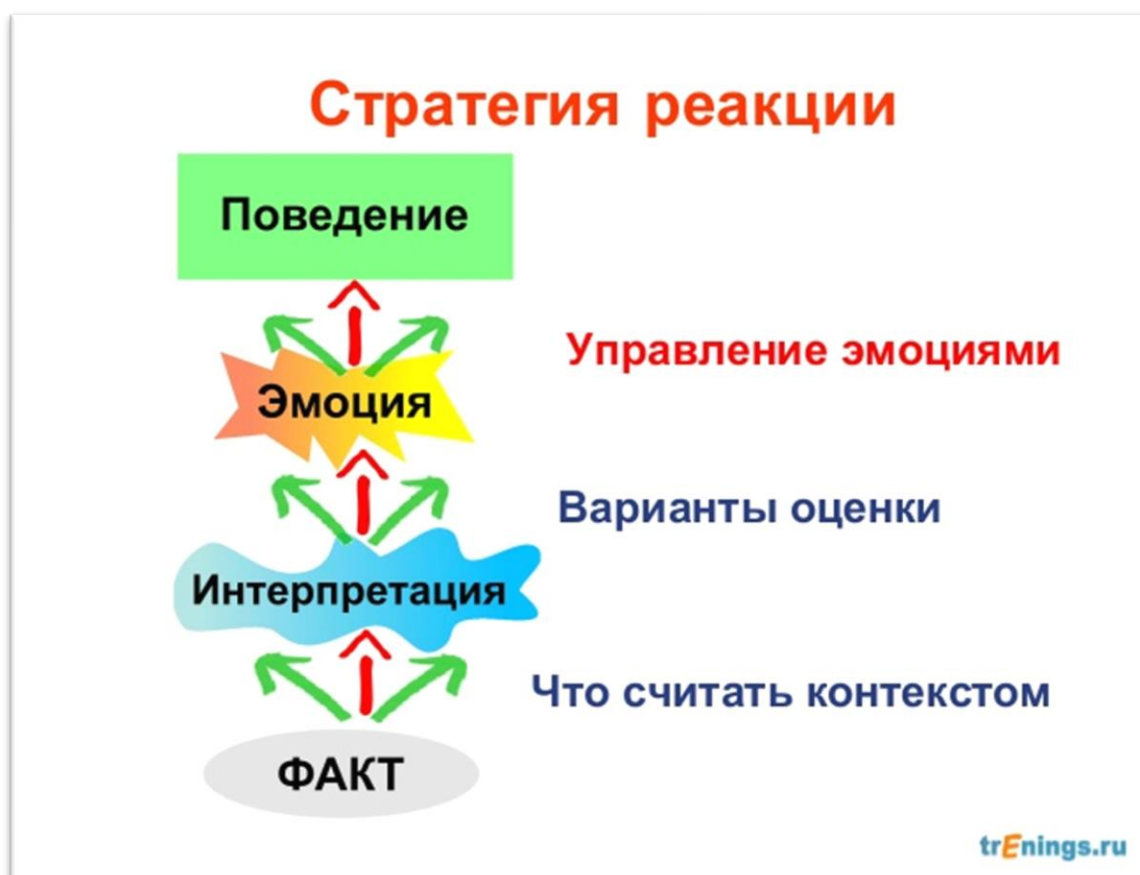 Стратегия реакции
Поведение
Управление эмоциями
Эмоция
Варианты оценки
Интерпретация
Что считать контекстом
ФАКТ
trEnings.ru